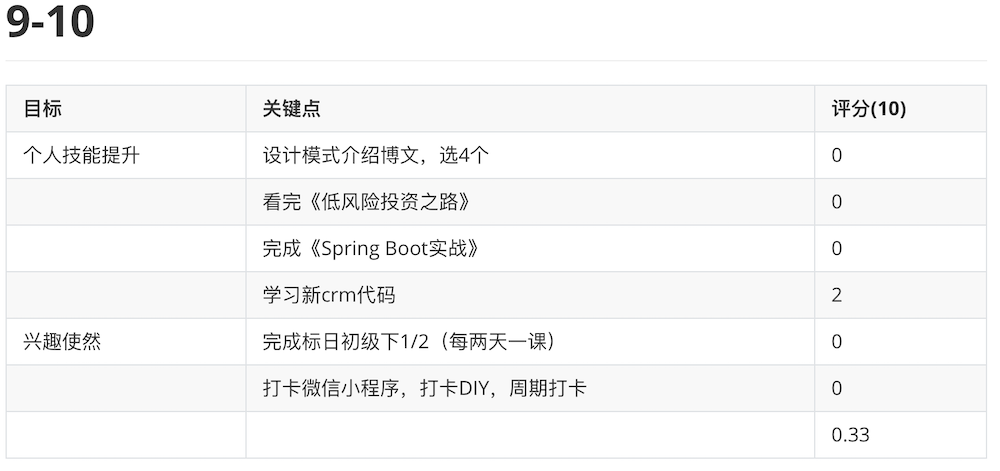 9-10
目标 关键点 评分(10)
个人技能提升 设计模式介绍博文，选4个 0
看完《低风险投资之路》 0
完成《Spring Boot实战》 0
学习新crm代码 2
兴趣使然 完成标日初级下1/2（每两天一课） 0
打卡微信小程序，打卡DIY，周期打卡 0
0.33